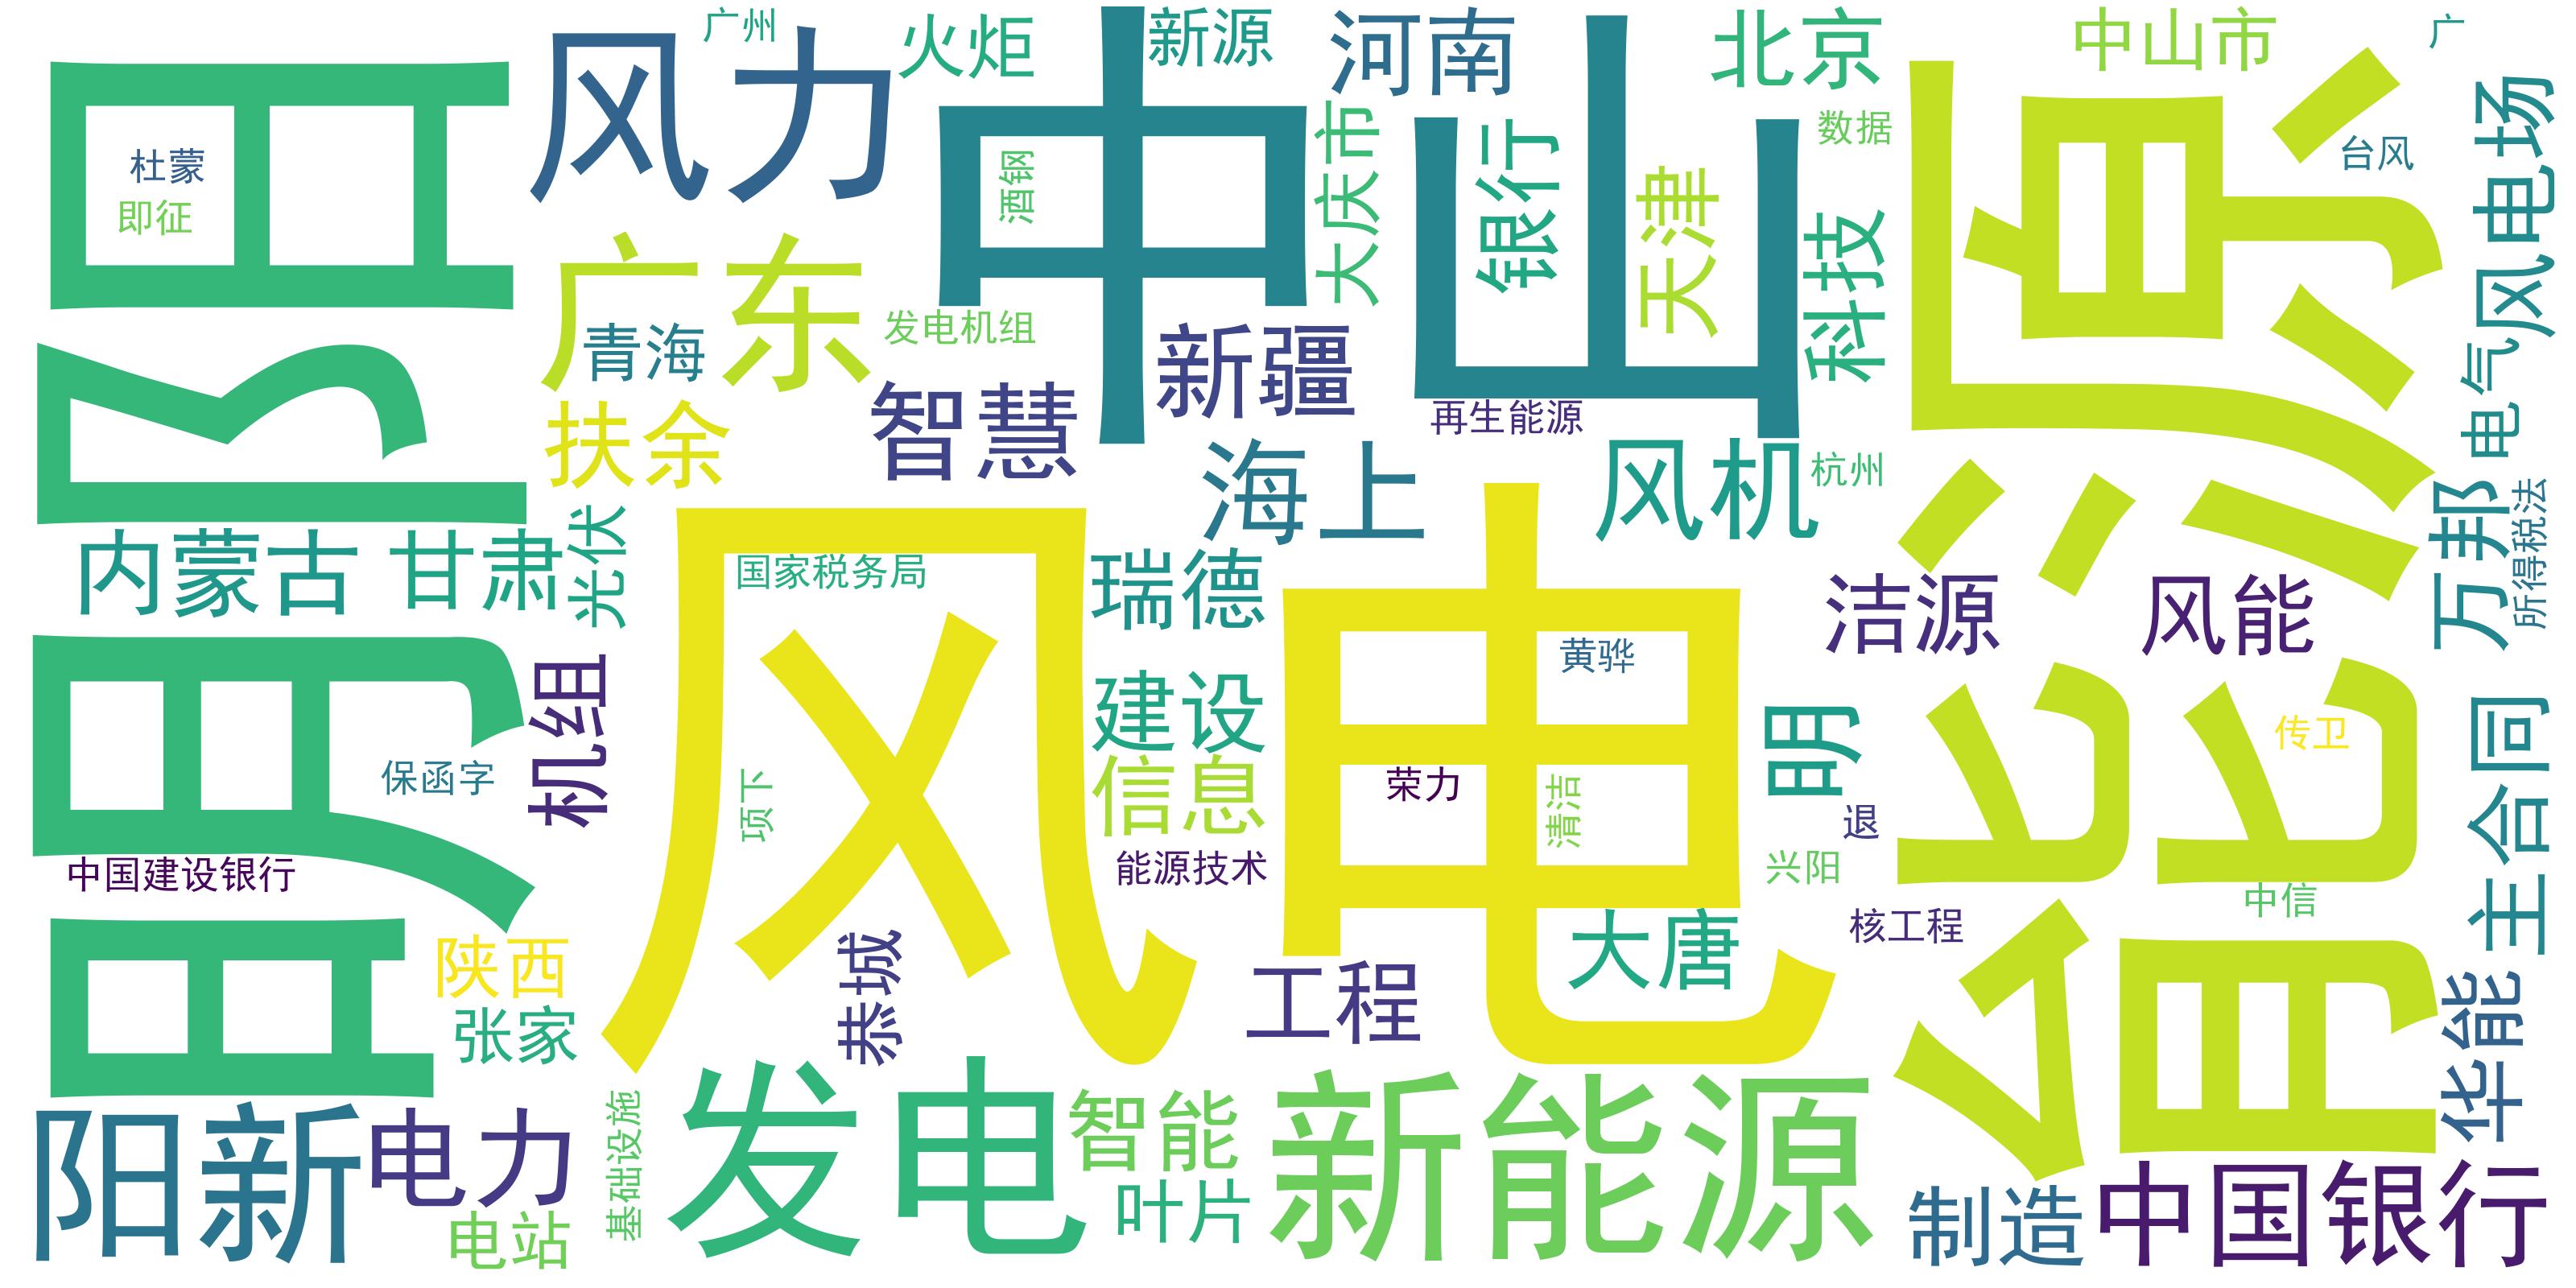 广州
火炬
新源
河南
北京
中山市
广
风力
中山
阳明
能源
杜蒙
即征
酒钢
大庆市
银行
天津
数据
科技
台风
风电场
广东
青海
发电机组
新疆
扶余
智慧
再生能源
海上
风机
杭州
电气
万邦
所得税法
内蒙古
甘肃
光伏
国家税务局
瑞德
风电
洁源
风能
机组
黄骅
建设
明阳
保函字
项下
信息
荣力
清洁
退
传卫
主合同
中国建设银行
能源技术
兴阳
中信
陕西
恭城
大唐
核工程
张家
工程
华能
阳新
电力
电站
基础设施
发电
智能
叶片
新能源
制造
中国银行